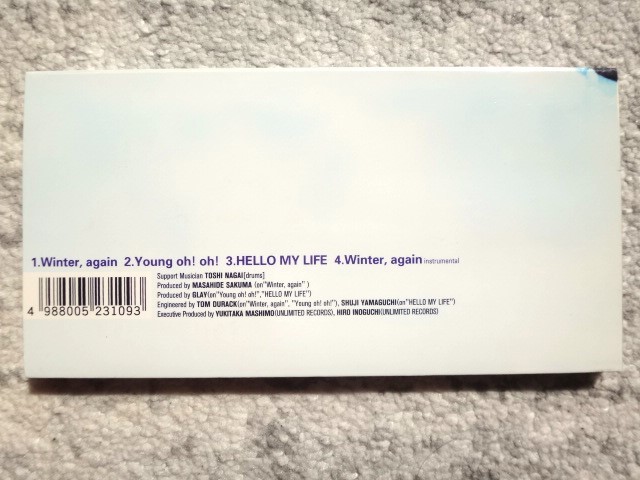 1.Winter, again 2.Young oh! oh! 3.HELLO MY LIFE 4.Winter, again instrumental
Support Musician TOSHI NAGAI[drums]
Produced by MASAHIDE SAKUMA (on"Winter, again" )
Produced by GLAY(on"Young oh! oh!","HELLO MY LIFE")
Engineered by TOM DURACK(on"Winter, again", "Young oh! oh!"), SHUJI YAMAGUCHI(on"HELLO MY LIFE")
Executive Produced by YUKITAKA MASHIMO(UNLIMITED RECORDS), HIRO INOGUCHI(UNLIMITED RECORDS)
4 988005 231093